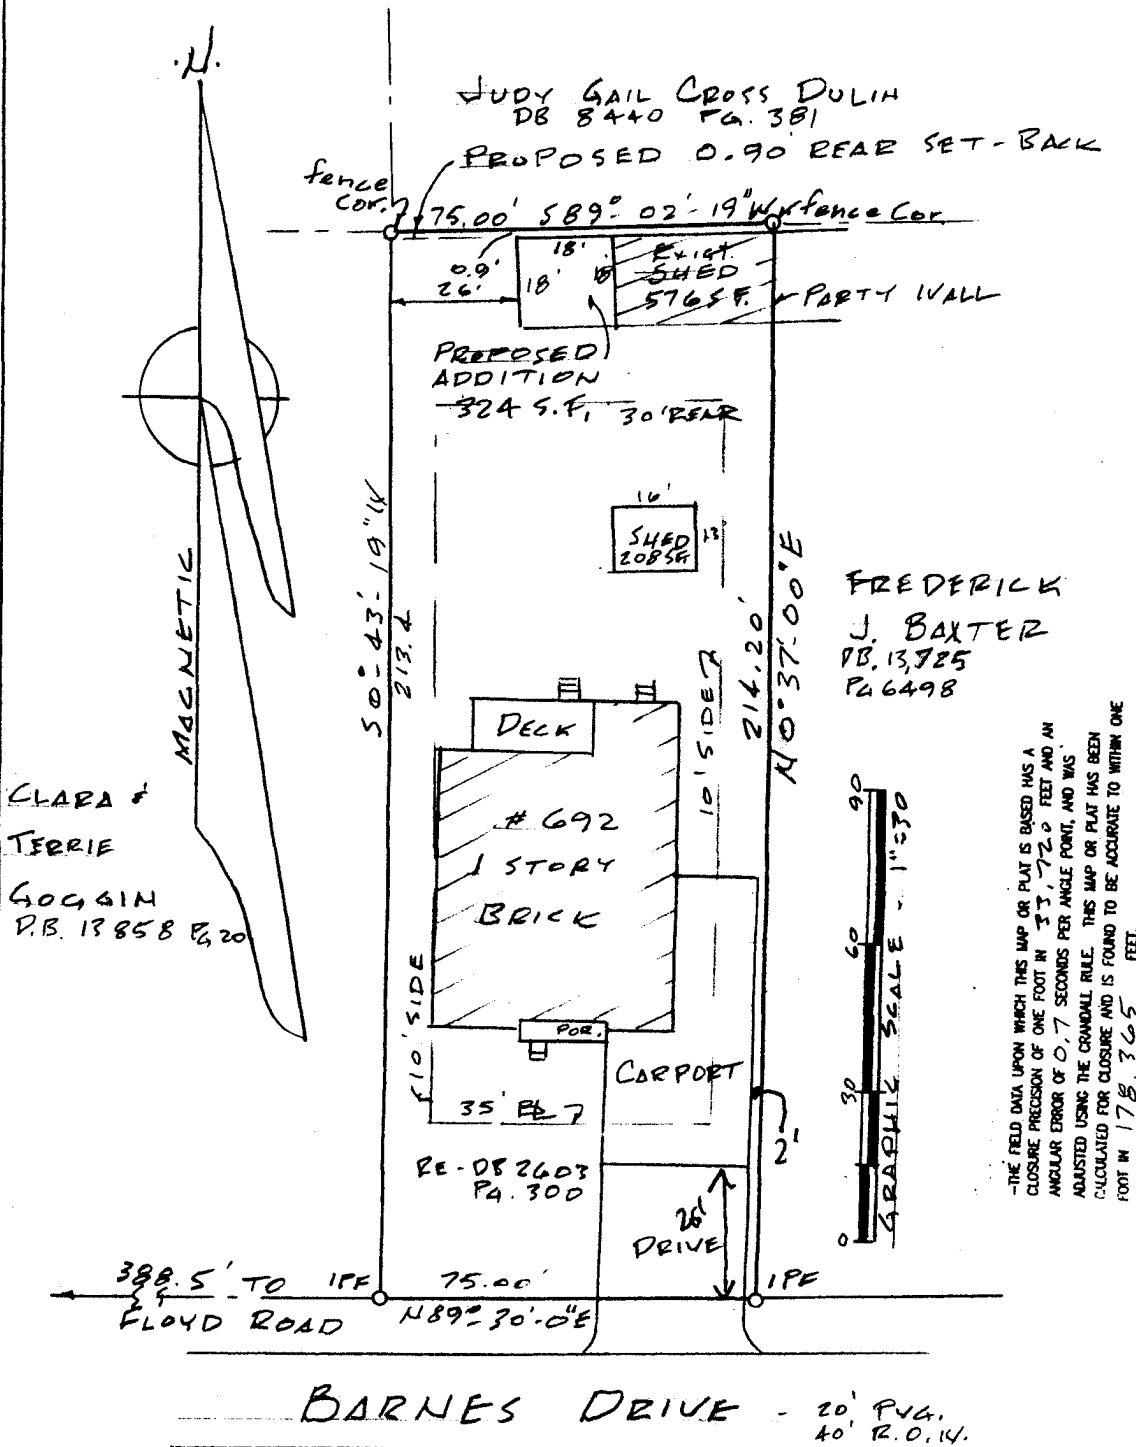 .N.
JUDY GAIL CROSS DULIN
DB 8440 PG. 381
PROPOSED 0.90' REAR SET-BACK
fence
cor.
75.00' S89°-02'-19"W
fence Cor
0.9'
26'
18'
18'
18'
EXIST.
SHED
576 S.F.
PARTY WALL
PROPOSED
ADDITION
324 S.F.
30' REAR
16'
SHED
208 SF
13
S0°-43'-19"W
213.4
MAGNETIC
FREDERICK
J. BAXTER
DB. 13,725
PG 6498
214.20'
N0°37'-00"E
10' SIDE
DECK
# 692
1 STORY
BRICK
CLARA &
TERRIE
GOGGIN
D.B. 13858 PG 20
10' SIDE
POR.
CARPORT
35' BL
2'
RE-DB 2603
PG. 300
26'
DRIVE
388.5' TO
FLOYD ROAD
IPF
75.00'
N89°-30'-0"E
IPF
90
60
30
0
GRAPHIC SCALE - 1"=30
-THE FIELD DATA UPON WHICH THIS MAP OR PLAT IS BASED HAS A
CLOSURE PRECISION OF ONE FOOT IN 33,720 FEET AND AN
ANGULAR ERROR OF 0.7 SECONDS PER ANGLE POINT, AND WAS
ADJUSTED USING THE CRANDALL RULE. THIS MAP OR PLAT HAS BEEN
CALCULATED FOR CLOSURE AND IS FOUND TO BE ACCURATE TO WITHIN ONE
FOOT IN 178,365 FEET.
BARNES DRIVE - 20' PVG.
40' R.O.W.